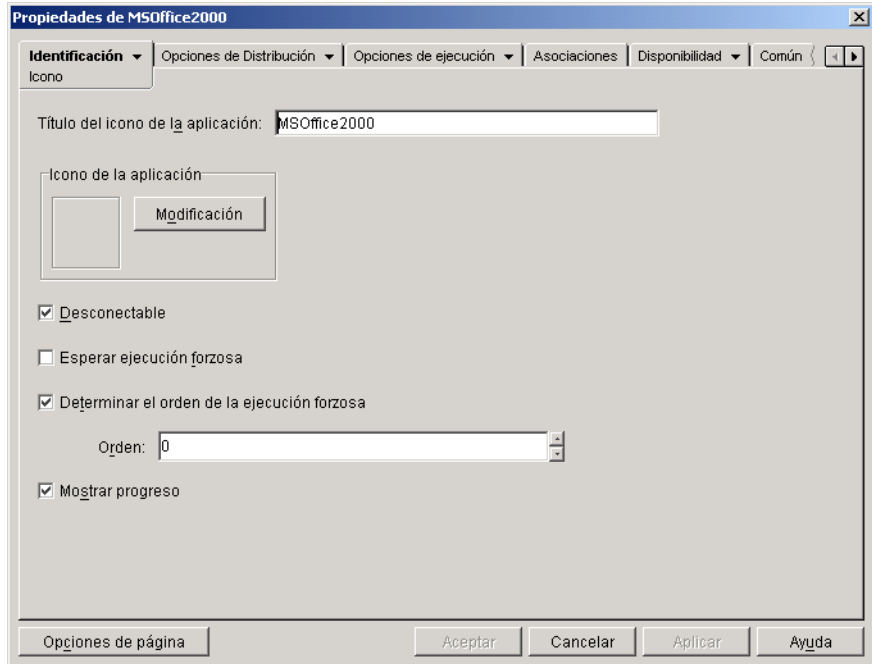 Propiedades de MSOffice2000
Identificación Opciones de Distribución Opciones de ejecución Asociaciones Disponibilidad Común
Icono
Título del icono de la aplicación: MSOffice2000
Icono de la aplicación
Modificación
Desconectable
Esperar ejecución forzosa
Determinar el orden de la ejecución forzosa
Orden: 0
Mostrar progreso
Opciones de página Aceptar Cancelar Aplicar Ayuda